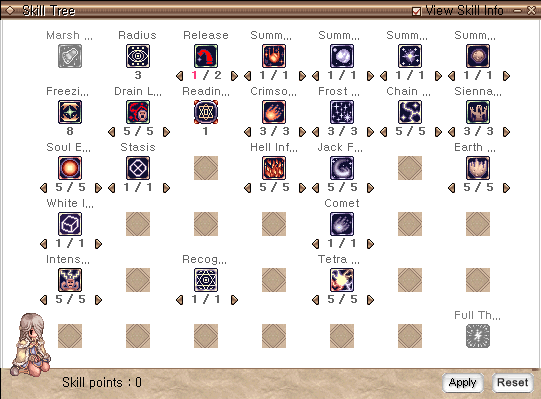 Skill Tree View Skill Info
Marsh ... Radius Release Summ... Summ... Summ... Summ...
3 1 / 2 1 / 1 1 / 1 1 / 1 1 / 1
Freezi... Drain L... Readin... Crimso... Frost ... Chain ... Sienna...
8 5 / 5 1 3 / 3 3 / 3 5 / 5 3 / 3
Soul E... Stasis Hell Inf... Jack F... Earth ...
5 / 5 1 / 1 5 / 5 5 / 5 5 / 5
White I... Comet
1 / 1 1 / 1
Intens... Recog... Tetra ...
5 / 5 1 / 1 5 / 5
Full Th...
Skill points : 0 Apply Reset